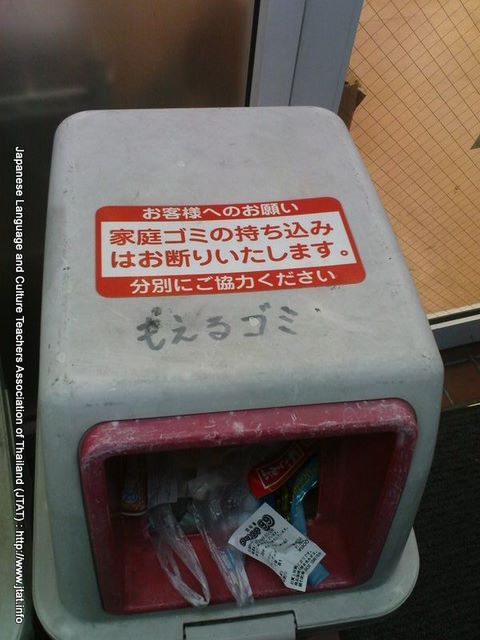 お客様へのお願い
家庭ゴミの持ち込み
はお断りいたします。
分別にご協力ください
もえるゴミ
Japanese Language and Culture Teachers Association of Thailand (JTAT) : http://www.jtat.info